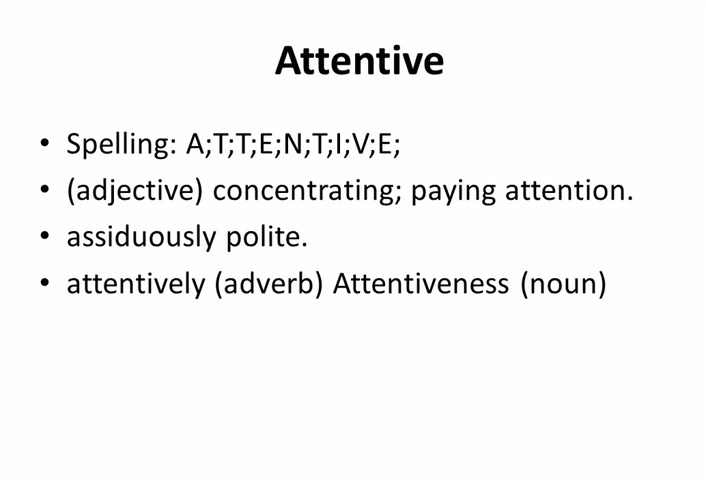 Attentive
• Spelling: A;T;T;E;N;T;I;V;E;
• (adjective) concentrating; paying attention.
• assiduously polite.
• attentively (adverb) Attentiveness (noun)